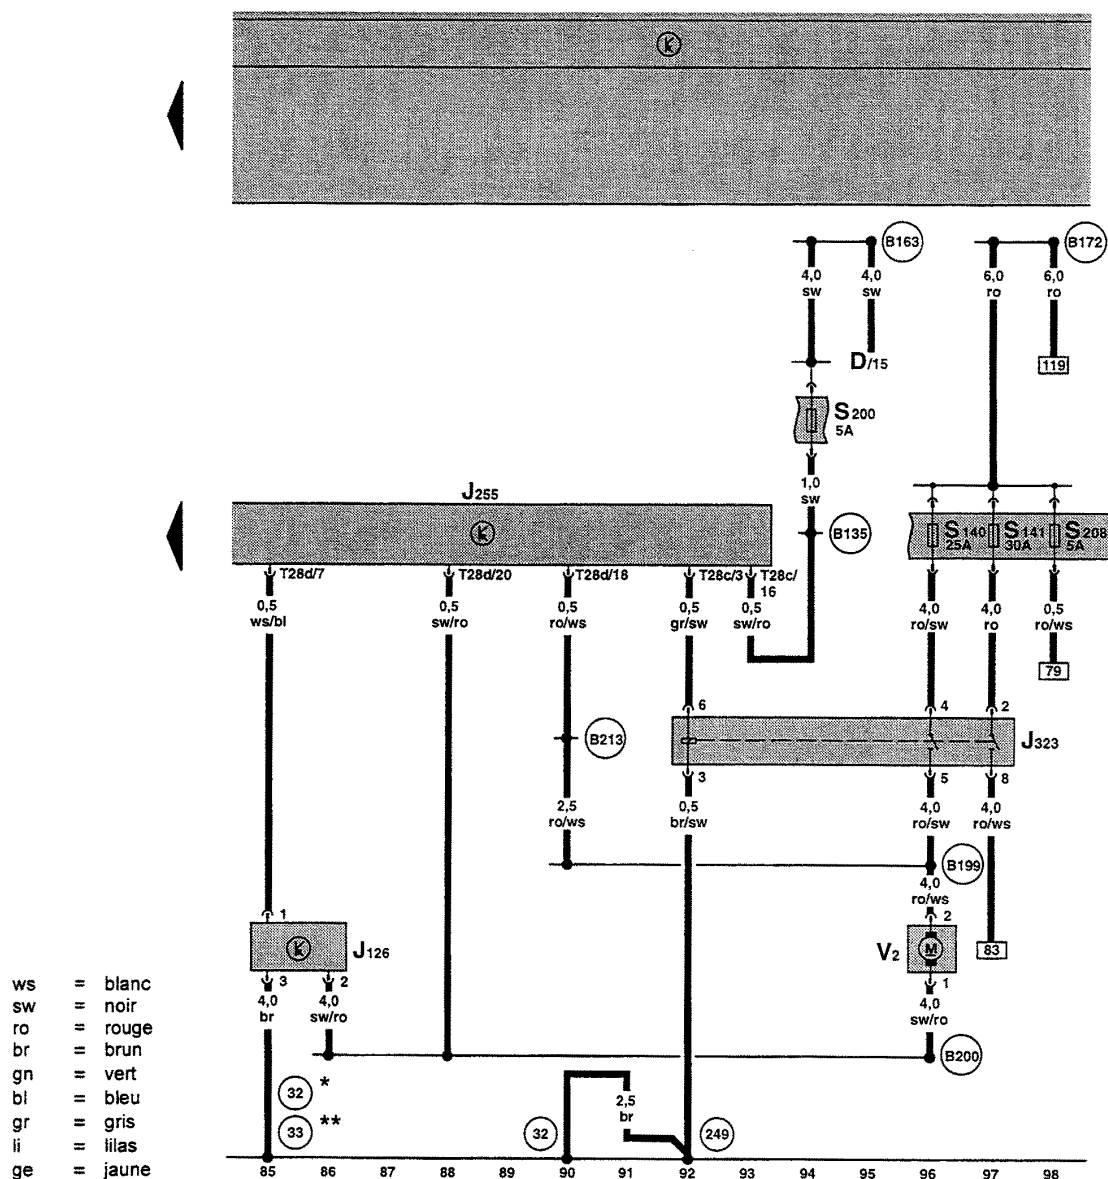 B163
B172
4,0
sw
4,0
sw
6,0
ro
6,0
ro
D/15
119
S200
5A
1,0
sw
J255
B135
S140
25A
S141
30A
S208
5A
T28d/7
T28d/20
T28d/18
T28c/3
T28c/
16
0,5
ws/bl
0,5
sw/ro
0,5
ro/ws
0,5
gr/sw
0,5
sw/ro
4,0
ro/sw
4,0
ro
0,5
ro/ws
79
6
4
2
B213
J323
3
5
8
2,5
ro/ws
0,5
br/sw
4,0
ro/sw
4,0
ro/ws
B199
4,0
ro/ws
1
2
J126
V2
M
83
3
2
1
4,0
br
4,0
sw/ro
4,0
sw/ro
B200
ws = blanc
sw = noir
ro = rouge
br = brun
gn = vert
bl = bleu
gr = gris
li = lilas
ge = jaune
32 *
33 **
2,5
br
32
249
85 86 87 88 89 90 91 92 93 94 95 96 97 98